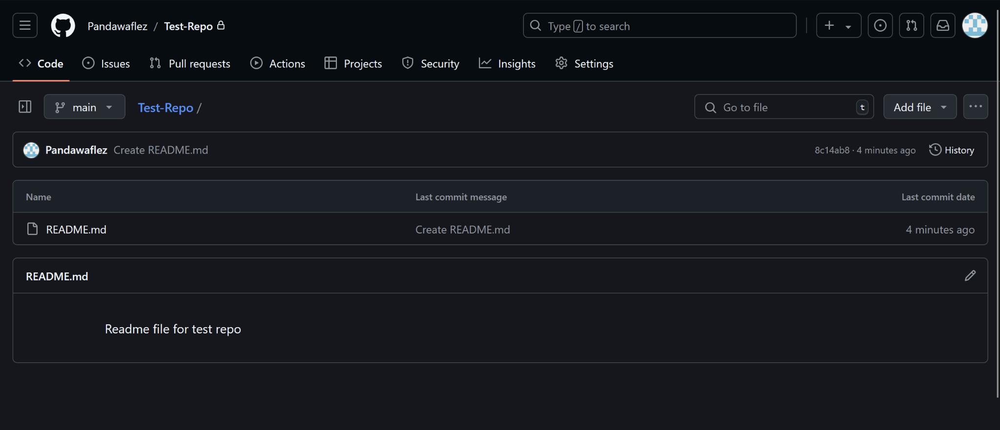 Pandawaflez / Test-Repo
Type / to search
Code Issues Pull requests Actions Projects Security Insights Settings
main Test-Repo / Go to file t Add file
Pandawaflez Create README.md 8c14ab8 · 4 minutes ago History
Name Last commit message Last commit date
README.md Create README.md 4 minutes ago
README.md
Readme file for test repo